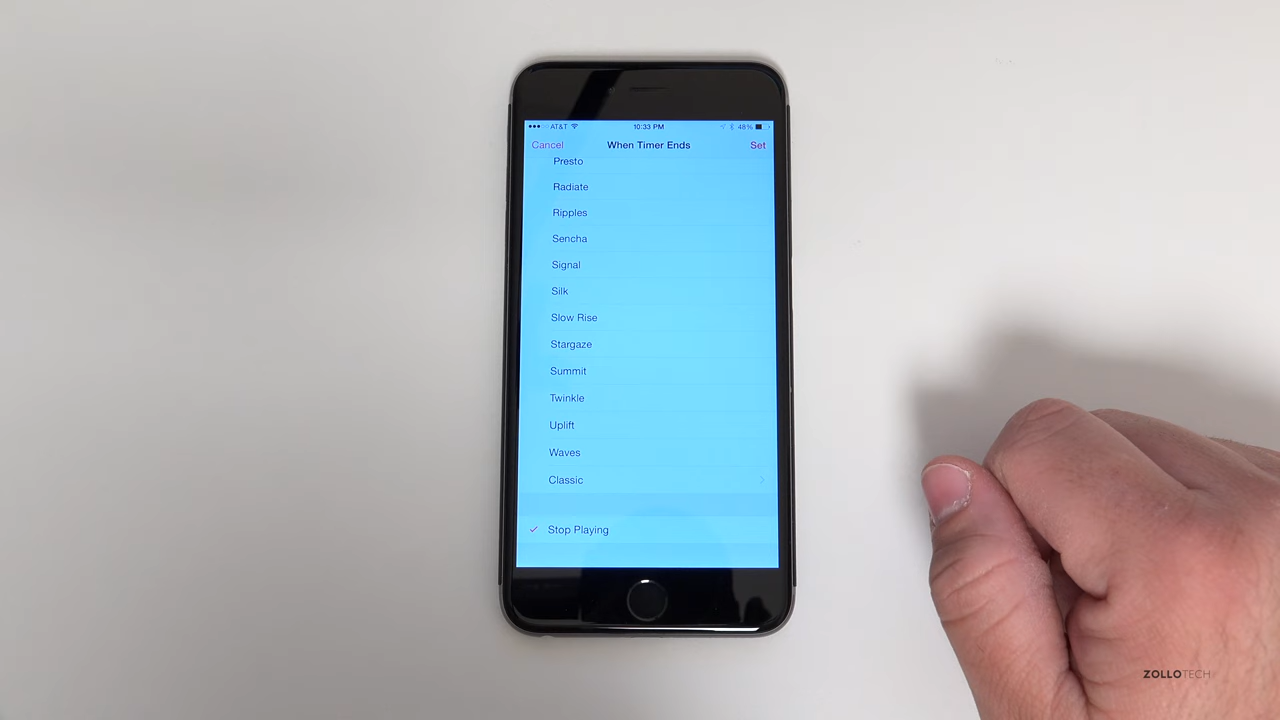 AT&T 10:33 PM 48%
Cancel When Timer Ends Set
Presto
Radiate
Ripples
Sencha
Signal
Silk
Slow Rise
Stargaze
Summit
Twinkle
Uplift
Waves
Classic
Stop Playing
ZOLLOTECH